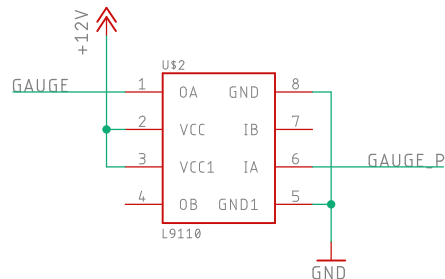 +12V
U$2
GAUGE 1 OA GND 8
2 VCC IB 7
3 VCC1 IA 6 GAUGE_P
4 OB GND1 5
L9110
GND